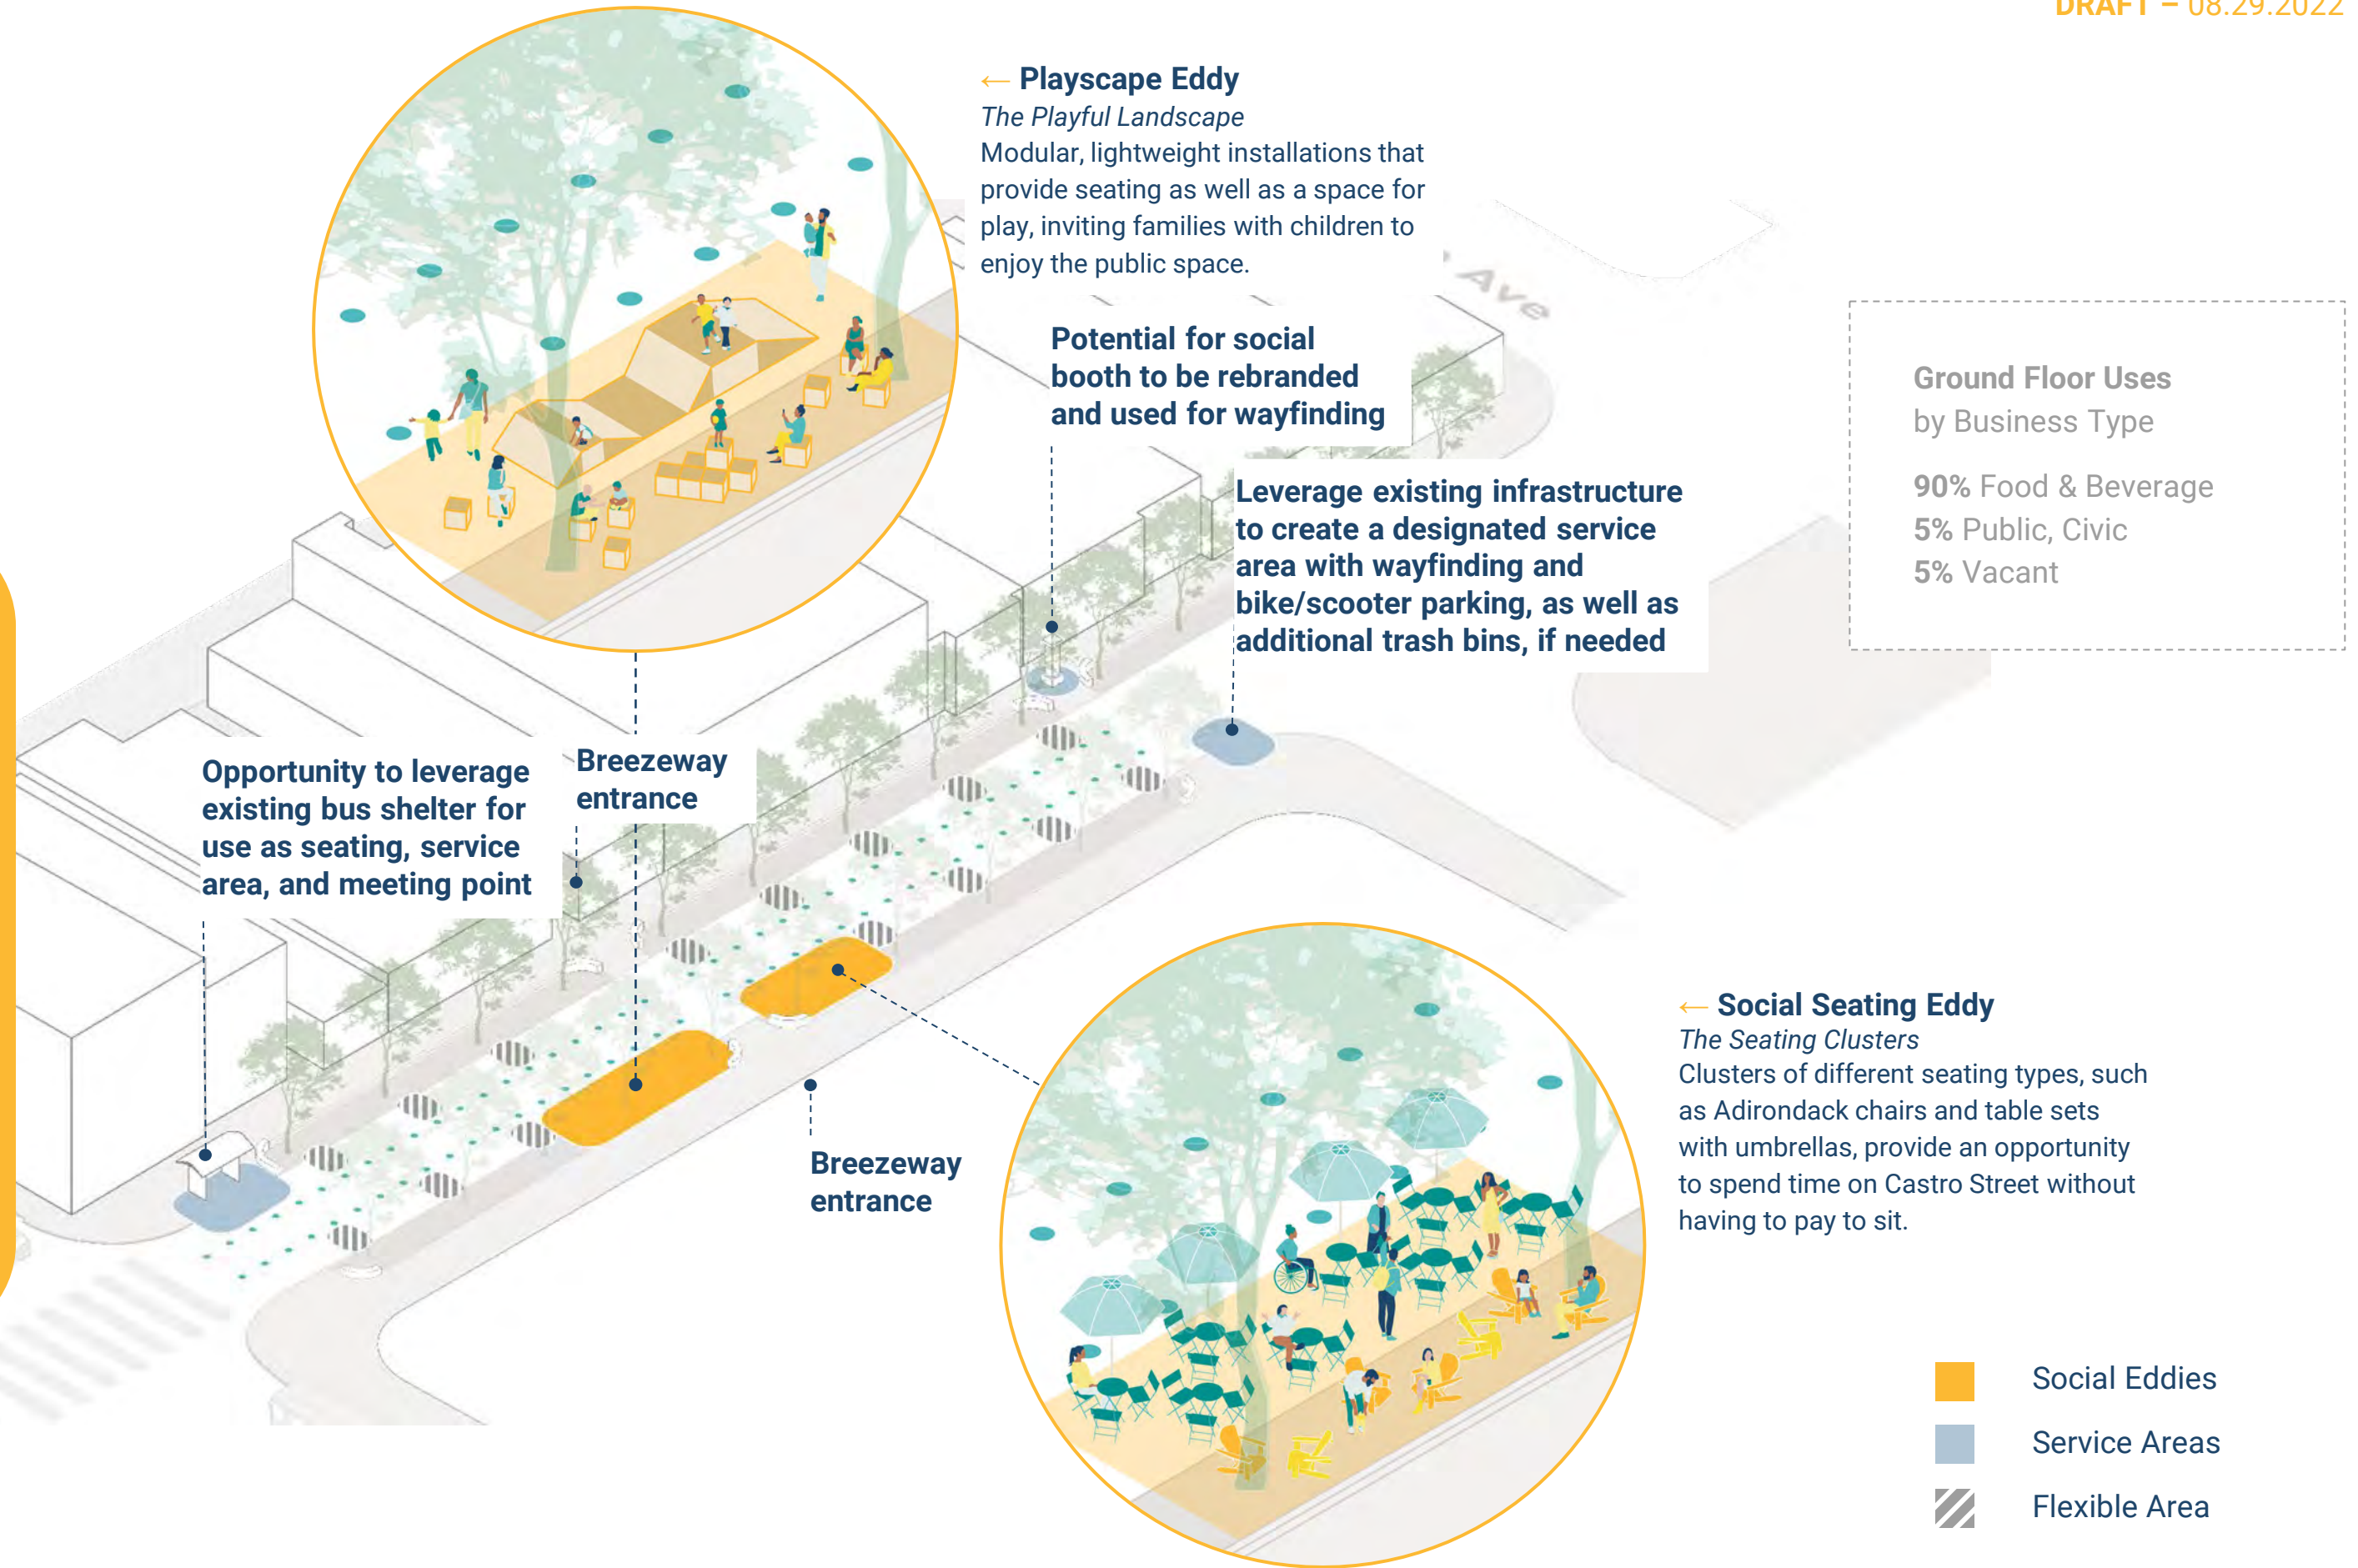 DRAFT – 08.29.2022
← Playscape Eddy
The Playful Landscape
Modular, lightweight installations that
provide seating as well as a space for
play, inviting families with children to
enjoy the public space.
Ave
Potential for social
booth to be rebranded
and used for wayfinding
Ground Floor Uses
by Business Type
90% Food & Beverage
5% Public, Civic
5% Vacant
Leverage existing infrastructure
to create a designated service
area with wayfinding and
bike/scooter parking, as well as
additional trash bins, if needed
Opportunity to leverage
existing bus shelter for
use as seating, service
area, and meeting point
Breezeway
entrance
Breezeway
entrance
← Social Seating Eddy
The Seating Clusters
Clusters of different seating types, such
as Adirondack chairs and table sets
with umbrellas, provide an opportunity
to spend time on Castro Street without
having to pay to sit.
Social Eddies
Service Areas
Flexible Area